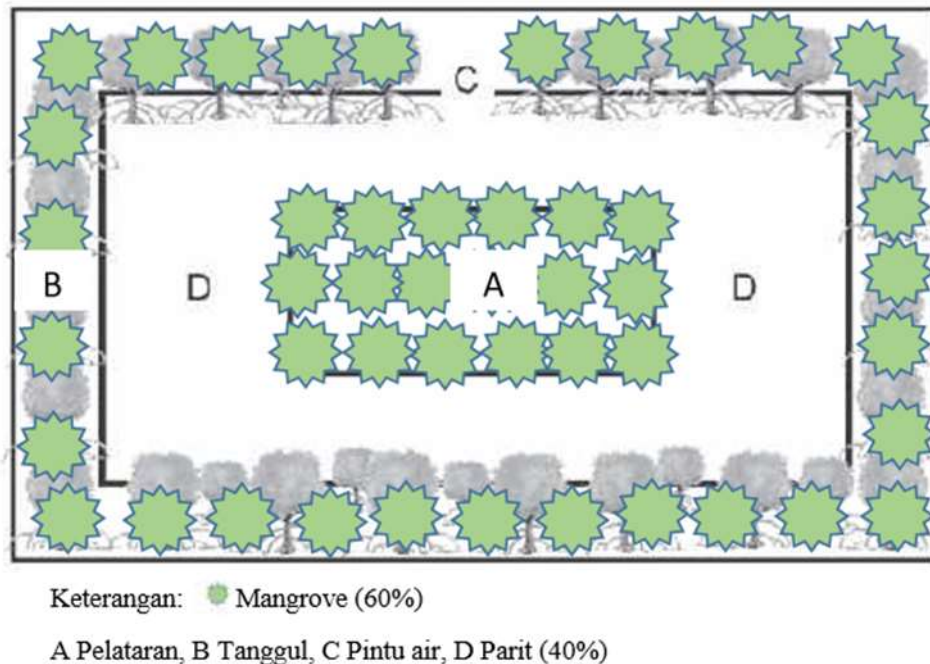 C
B
D
A
D
Keterangan: Mangrove (60%)
A Pelataran, B Tanggul, C Pintu air, D Parit (40%)